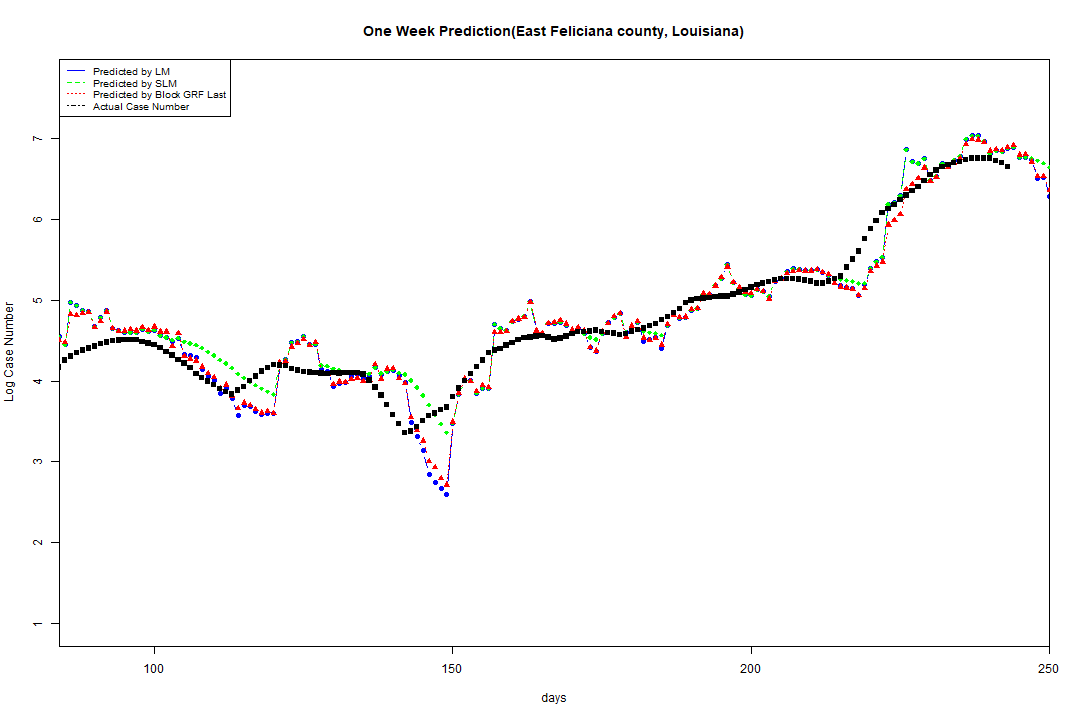 One Week Prediction(East Feliciana county, Louisiana)
Predicted by LM
Predicted by SLM
Predicted by Block GRF Last
Actual Case Number
7
6
5
4
3
2
1
Log Case Number
100
150
200
250
days